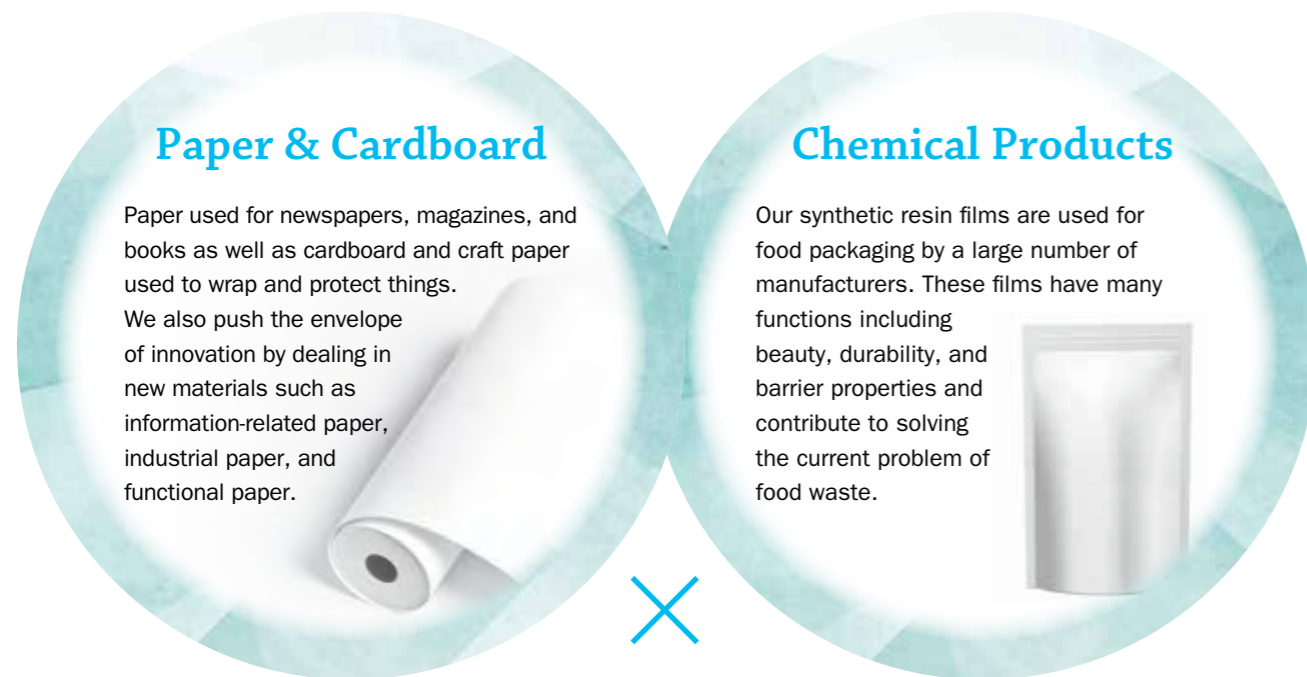 Paper & Cardboard
Paper used for newspapers, magazines, and
books as well as cardboard and craft paper
used to wrap and protect things.
We also push the envelope
of innovation by dealing in
new materials such as
information-related paper,
industrial paper, and
functional paper.
Chemical Products
Our synthetic resin films are used for
food packaging by a large number of
manufacturers. These films have many
functions including
beauty, durability, and
barrier properties and
contribute to solving
the current problem of
food waste.